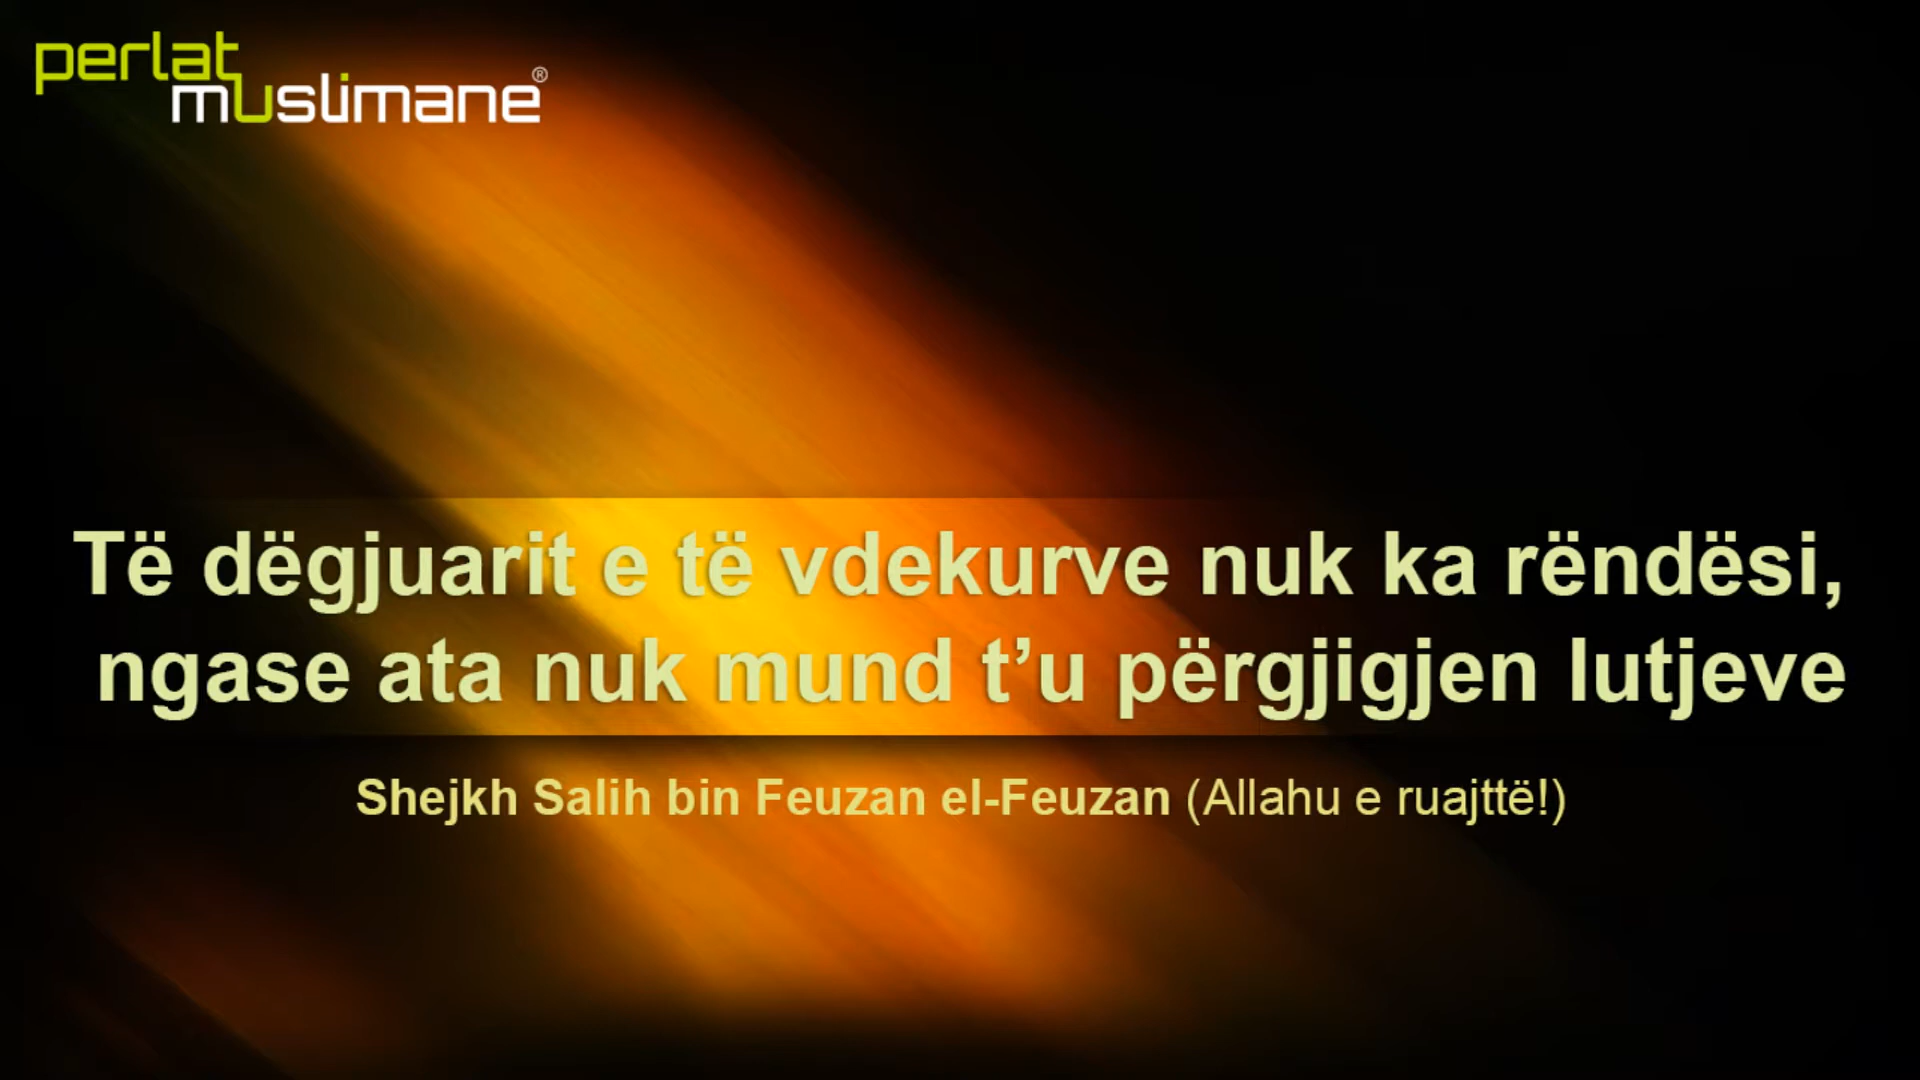 perlat
muslimane®
Të dëgjuarit e të vdekurve nuk ka rëndësi,
ngase ata nuk mund t’u përgjigjen lutjeve
Shejkh Salih bin Feuzan el-Feuzan (Allahu e ruajttë!)